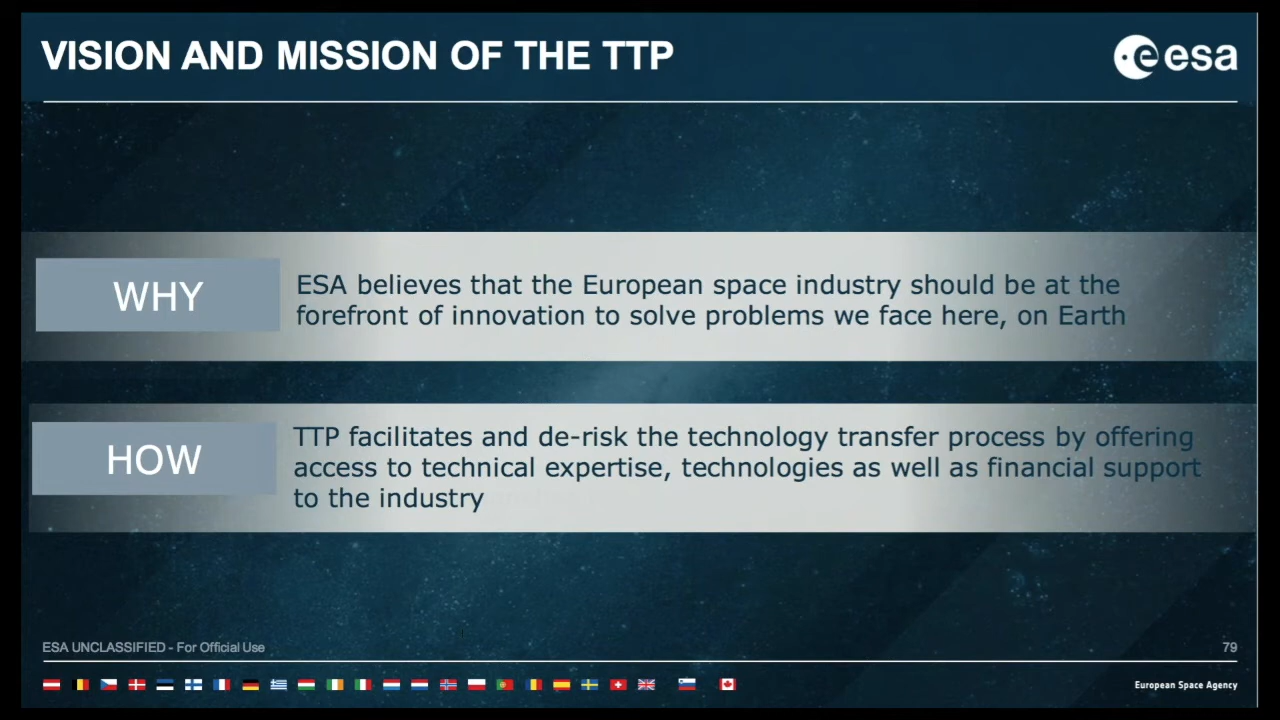 VISION AND MISSION OF THE TTP
esa
WHY
ESA believes that the European space industry should be at the
forefront of innovation to solve problems we face here, on Earth
HOW
TTP facilitates and de-risk the technology transfer process by offering
access to technical expertise, technologies as well as financial support
to the industry
ESA UNCLASSIFIED - For Official Use
79
European Space Agency